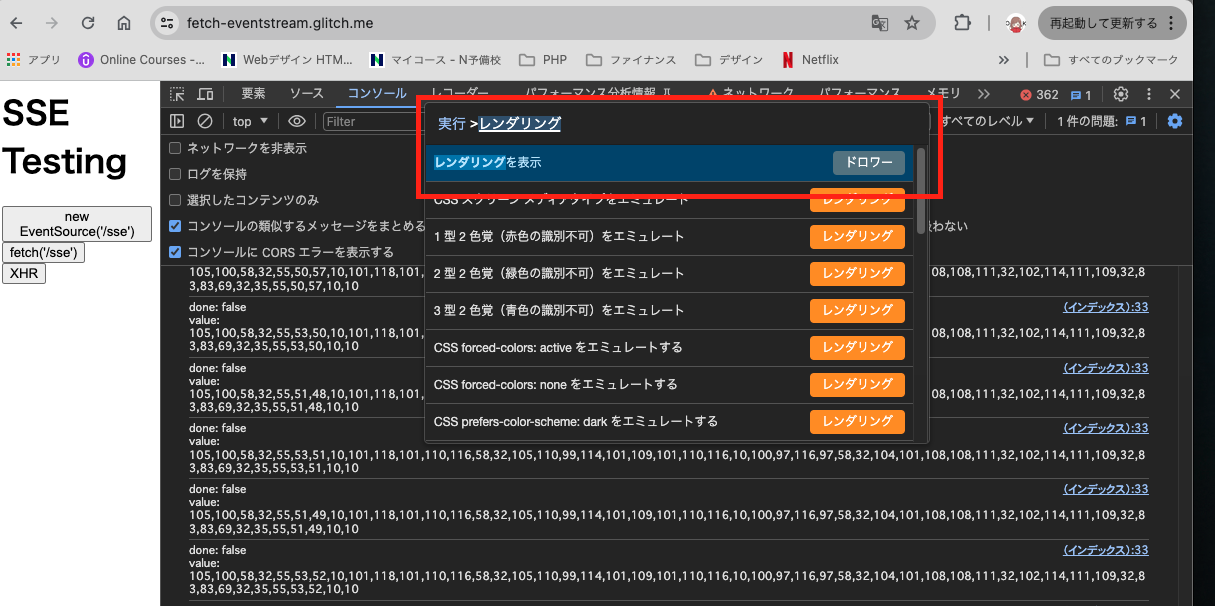 fetch-eventstream.glitch.me
再起動して更新する
アプリ
Online Courses -...
Webデザイン HTM...
マイコース - N予備校
PHP
ファイナンス
デザイン
Netflix
»
すべてのブックマーク
SSE
Testing
new
EventSource('/sse')
fetch('/sse')
XHR
要素
ソース
コンソール
レコーダー
パフォーマンス分析情報
ネットワーク
パフォーマンス
メモリ
»
362
1
top
Filter
すべてのレベル
1 件の問題:
1
ネットワークを非表示
ログを保持
選択したコンテンツのみ
コンソールの類似するメッセージをまとめる
わない
コンソールに CORS エラーを表示する
実行 >レンダリング
レンダリングを表示
ドロワー
CSS スクリーン メディアタイプをエミュレート
レンダリング
1 型 2 色覚（赤色の識別不可）をエミュレート
レンダリング
2 型 2 色覚（緑色の識別不可）をエミュレート
レンダリング
3 型 2 色覚（青色の識別不可）をエミュレート
レンダリング
CSS forced-colors: active をエミュレートする
レンダリング
CSS forced-colors: none をエミュレートする
レンダリング
CSS prefers-color-scheme: dark をエミュレートする
レンダリング
105,100,58,32,55,50,57,10,101,118,101,
08,108,111,32,102,114,111,109,32,8
3,83,69,32,55,50,57,10,10
done: false
(インデックス):33
value:
105,100,58,32,55,53,50,10,101,118,101,
08,108,111,32,102,114,111,109,32,8
3,83,69,32,55,53,50,10,10
done: false
(インデックス):33
value:
105,100,58,32,55,51,48,10,101,118,101,
08,108,111,32,102,114,111,109,32,8
3,83,69,32,55,51,48,10,10
done: false
(インデックス):33
value:
105,100,58,32,55,53,51,10,101,118,101,110,116,58,32,105,110,99,114,101,109,101,110,116,10,100,97,116,97,58,32,104,101,108,108,111,32,102,114,111,109,32,8
3,83,69,32,55,53,51,10,10
done: false
(インデックス):33
value:
105,100,58,32,55,51,49,10,101,118,101,110,116,58,32,105,110,99,114,101,109,101,110,116,10,100,97,116,97,58,32,104,101,108,108,111,32,102,114,111,109,32,8
3,83,69,32,55,51,49,10,10
done: false
(インデックス):33
value:
105,100,58,32,55,53,52,10,101,118,101,110,116,58,32,105,110,99,114,101,109,101,110,116,10,100,97,116,97,58,32,104,101,108,108,111,32,102,114,111,109,32,8
3,83,69,32,55,53,52,10,10